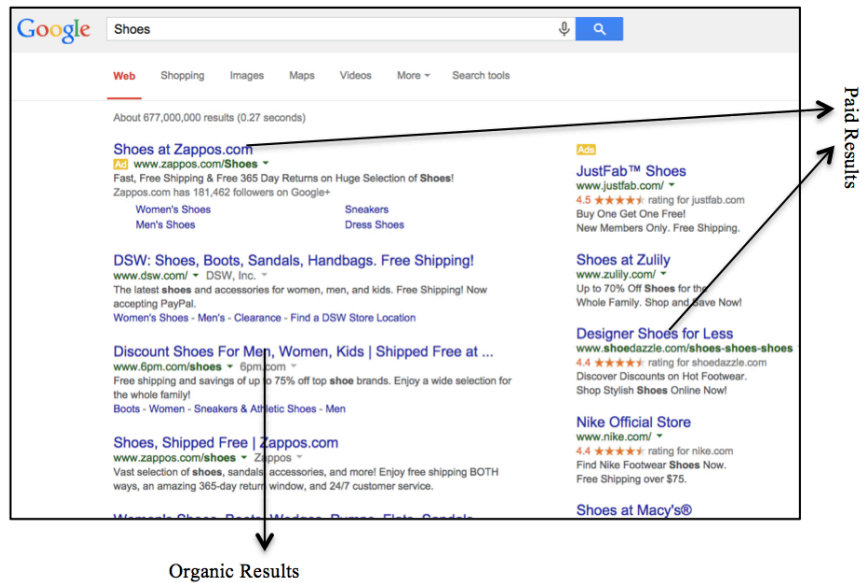 Google
Shoes
Web Shopping Images Maps Videos More Search tools
About 677,000,000 results (0.27 seconds)
Shoes at Zappos.com
Ad www.zappos.com/Shoes
Fast, Free Shipping & Free 365 Day Returns on Huge Selection of Shoes!
Zappos.com has 181,462 followers on Google+
Women's Shoes Sneakers
Men's Shoes Dress Shoes
DSW: Shoes, Boots, Sandals, Handbags. Free Shipping!
www.dsw.com/ DSW, Inc.
The latest shoes and accessories for women, men, and kids. Free Shipping! Now
accepting PayPal.
Women's Shoes - Men's - Clearance - Find a DSW Store Location
Discount Shoes For Men, Women, Kids | Shipped Free at ...
www.6pm.com/shoes 6pm.com
Free shipping and savings of up to 75% off top shoe brands. Enjoy a wide selection for
the whole family!
Boots - Women - Sneakers & Athletic Shoes - Men
Shoes, Shipped Free | Zappos.com
www.zappos.com/shoes Zappos
Vast selection of shoes, sandals, accessories, and more! Enjoy free shipping BOTH
ways, an amazing 365-day return window, and 24/7 customer service.
Women's Shoes, Boots, Wedges, Pumps, Flats, Sandals
Ads
JustFab™ Shoes
www.justfab.com/
4.5 ★★★★★ rating for justfab.com
Buy One Get One Free!
New Members Only. Free Shipping.
Shoes at Zulily
www.zulily.com/
Up to 70% Off Shoes for the
Whole Family. Shop and Save Now!
Designer Shoes for Less
www.shoedazzle.com/shoes-shoes-shoes
4.4 ★★★★★ rating for shoedazzle.com
Discover Discounts on Hot Footwear.
Shop Stylish Shoes Online Now!
Nike Official Store
www.nike.com/
4.4 ★★★★★ rating for nike.com
Find Nike Footwear Shoes Now.
Free Shipping over $75.
Shoes at Macy's®
Paid Results
Organic Results